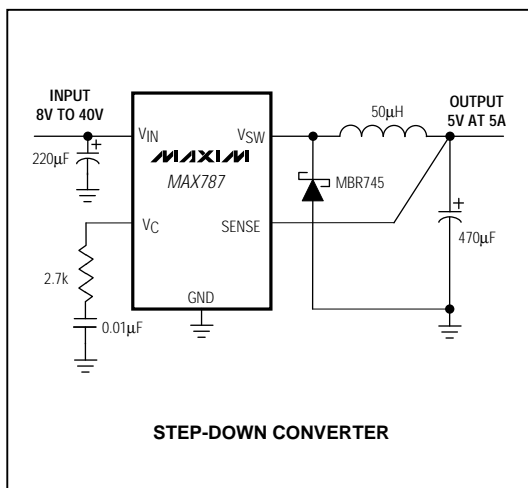 INPUT
8V TO 40V
220µF
+
VIN
VSW
MAXIM
MAX787
VC
SENSE
GND
50µH
OUTPUT
5V AT 5A
MBR745
+
470µF
2.7k
0.01µF
STEP-DOWN CONVERTER